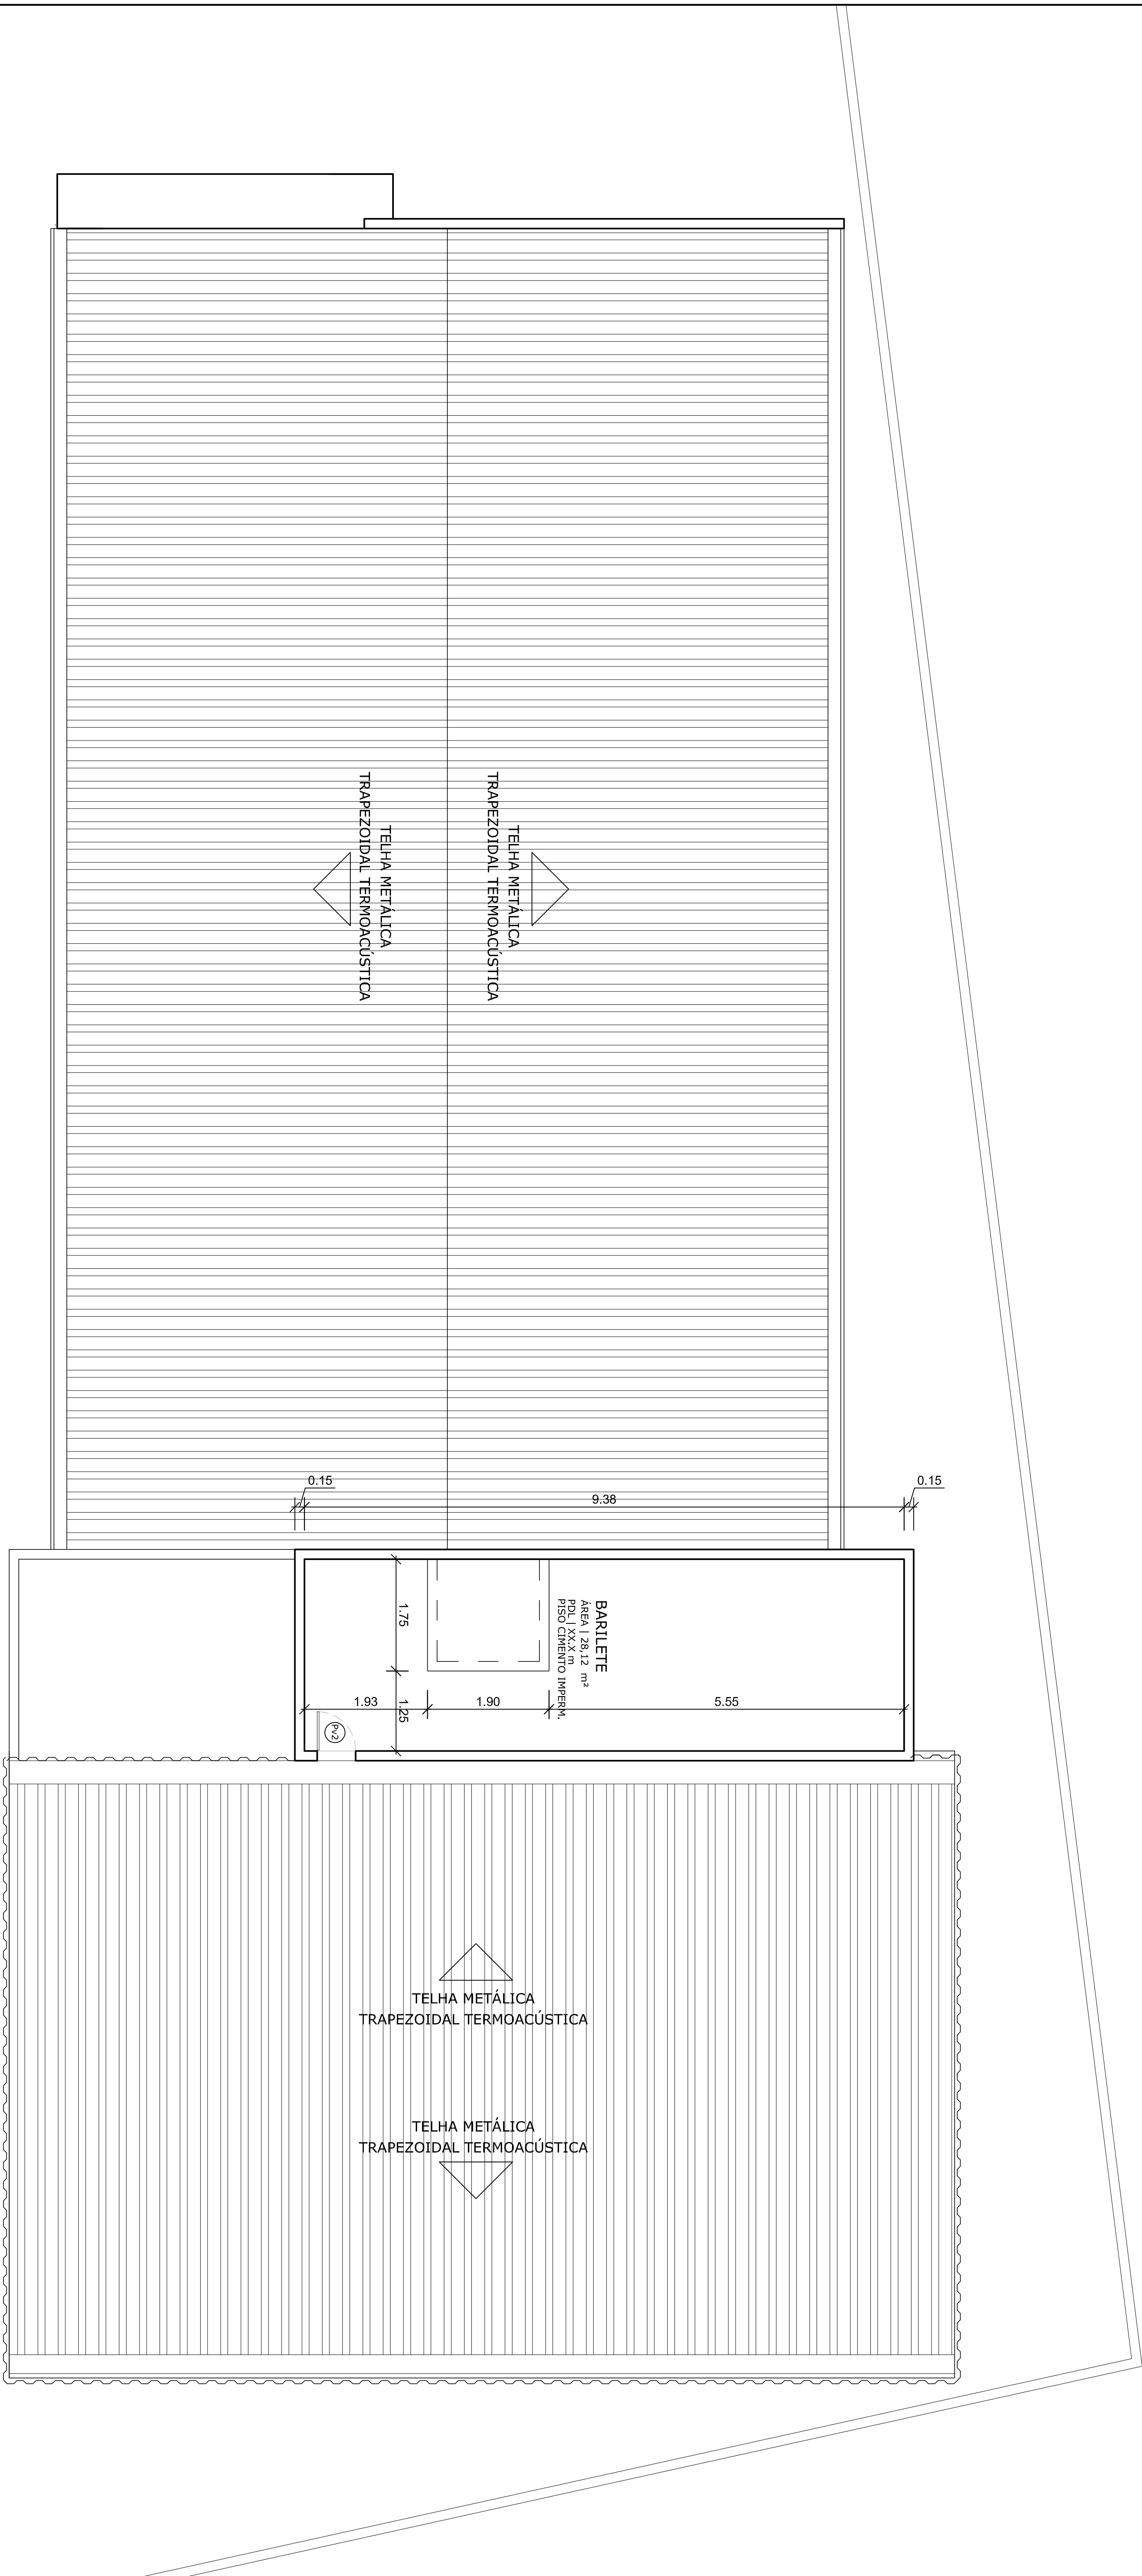 TELHA METÁLICA
TRAPEZOIDAL TERMOACÚSTICA
TELHA METÁLICA
TRAPEZOIDAL TERMOACÚSTICA
0.15
9.38
0.15
BARILETE
ÁREA | 28,12 m²
PDL | XX.X m
PISO CIMENTO IMPERM.
1.75
1.25
1.93
1.90
5.55
Pv2
TELHA METÁLICA
TRAPEZOIDAL TERMOACÚSTICA
TELHA METÁLICA
TRAPEZOIDAL TERMOACÚSTICA